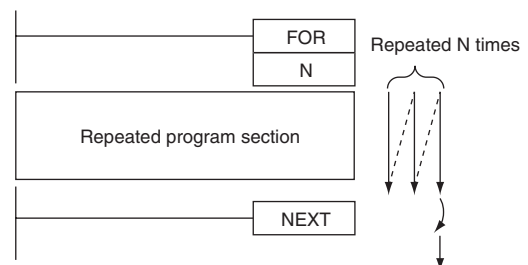 FOR
Repeated N times
N
Repeated program section
NEXT